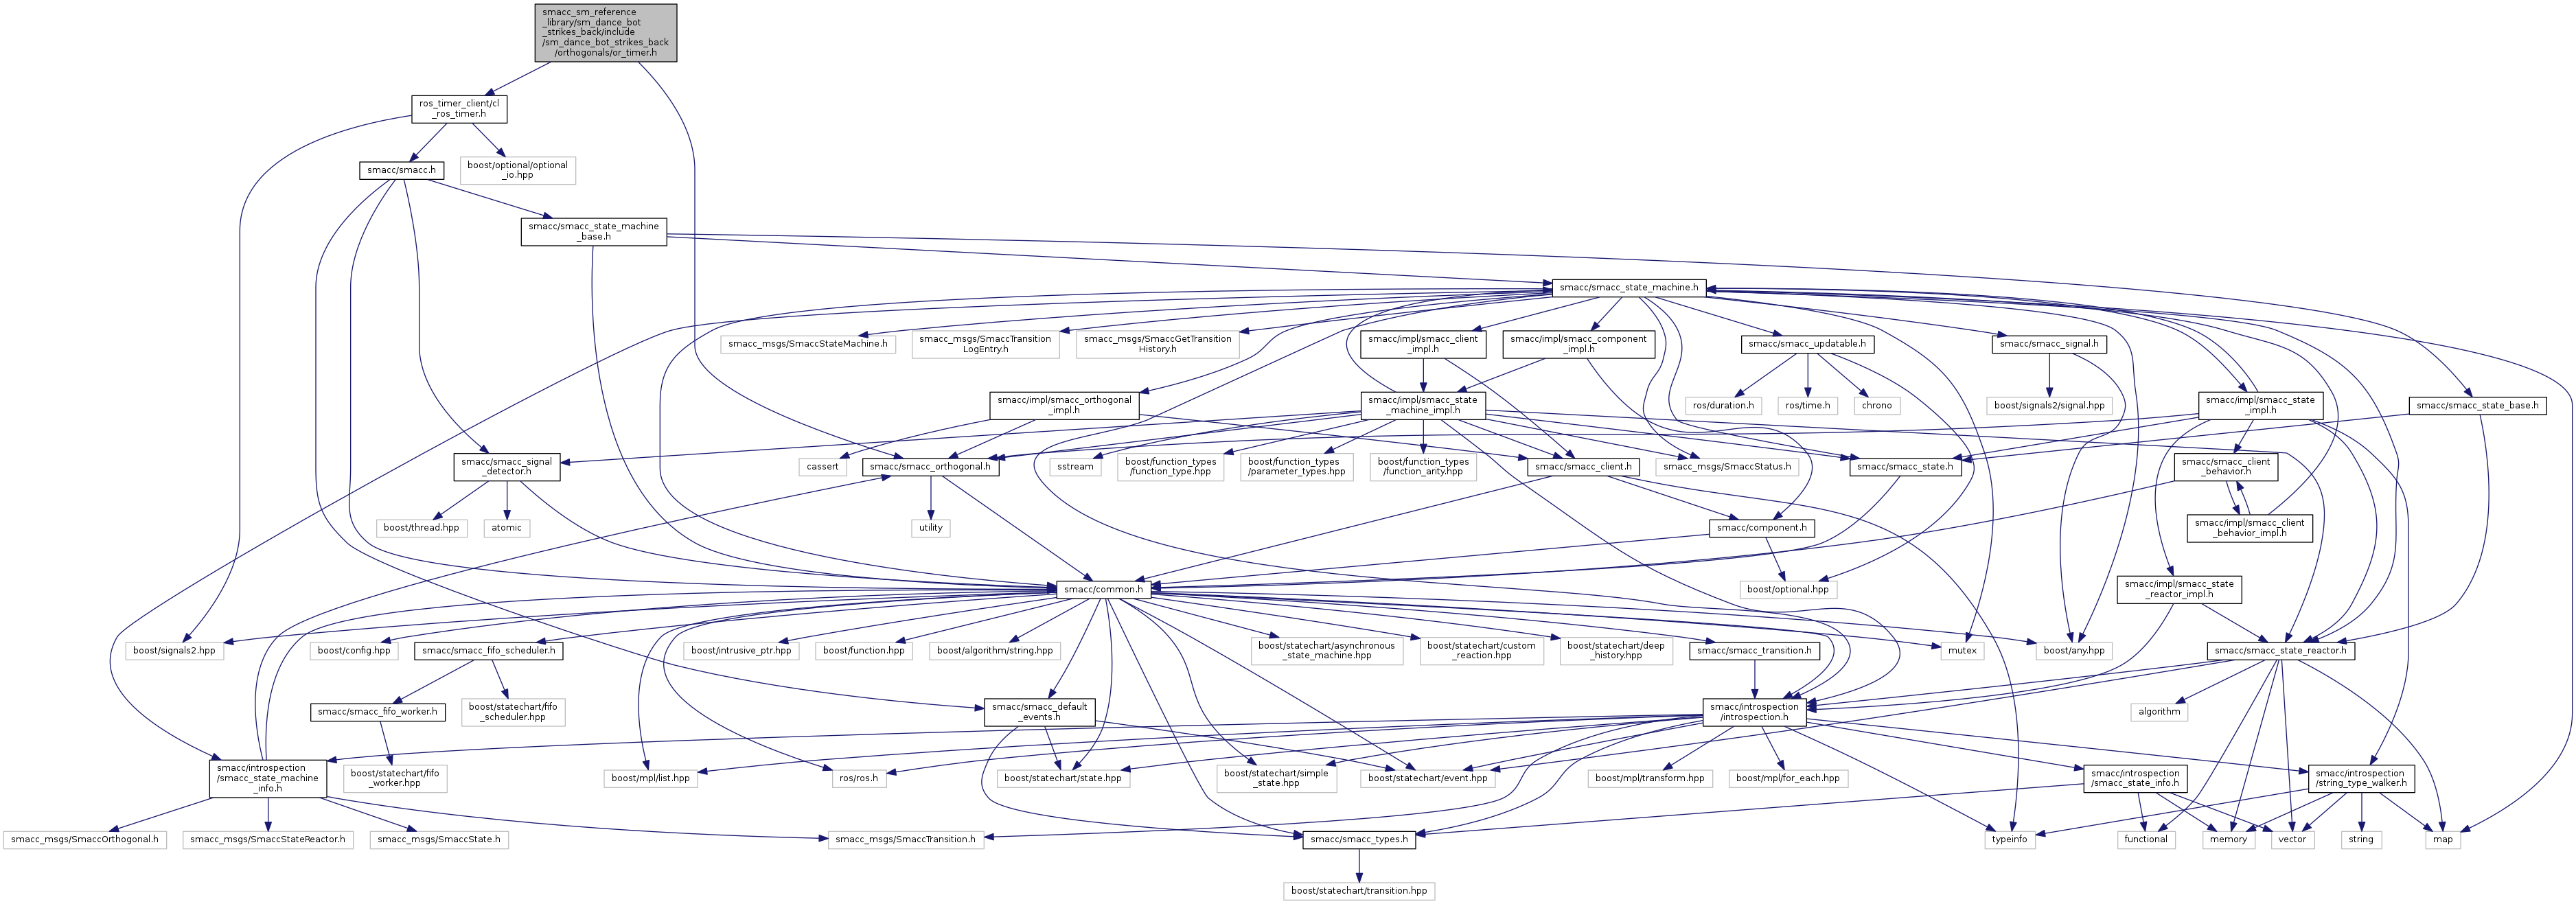 smacc_sm_reference
_library/sm_dance_bot
_strikes_back/include
/sm_dance_bot_strikes_back
/orthogonals/or_timer.h
ros_timer_client/cl
_ros_timer.h
smacc/smacc.h
boost/optional/optional
_io.hpp
smacc/smacc_state_machine
_base.h
smacc/smacc_state_machine.h
smacc_msgs/SmaccStateMachine.h
smacc_msgs/SmaccTransition
LogEntry.h
smacc_msgs/SmaccGetTransition
History.h
smacc/impl/smacc_client
_impl.h
smacc/impl/smacc_component
_impl.h
smacc/smacc_updatable.h
smacc/smacc_signal.h
smacc/impl/smacc_orthogonal
_impl.h
smacc/impl/smacc_state
_machine_impl.h
ros/duration.h
ros/time.h
chrono
boost/signals2/signal.hpp
smacc/impl/smacc_state
_impl.h
smacc/smacc_state_base.h
smacc/smacc_signal
_detector.h
cassert
smacc/smacc_orthogonal.h
sstream
boost/function_types
/function_type.hpp
boost/function_types
/parameter_types.hpp
boost/function_types
/function_arity.hpp
smacc/smacc_client.h
smacc_msgs/SmaccStatus.h
smacc/smacc_state.h
smacc/smacc_client
_behavior.h
boost/thread.hpp
atomic
utility
smacc/component.h
smacc/impl/smacc_client
_behavior_impl.h
smacc/common.h
boost/optional.hpp
smacc/impl/smacc_state
_reactor_impl.h
boost/signals2.hpp
boost/config.hpp
smacc/smacc_fifo_scheduler.h
boost/intrusive_ptr.hpp
boost/function.hpp
boost/algorithm/string.hpp
boost/statechart/asynchronous
_state_machine.hpp
boost/statechart/custom
_reaction.hpp
boost/statechart/deep
_history.hpp
smacc/smacc_transition.h
mutex
boost/any.hpp
smacc/smacc_state_reactor.h
smacc/smacc_fifo_worker.h
boost/statechart/fifo
_scheduler.hpp
smacc/smacc_default
_events.h
smacc/introspection
/introspection.h
algorithm
smacc/introspection
/smacc_state_machine
_info.h
boost/statechart/fifo
_worker.hpp
boost/mpl/list.hpp
ros/ros.h
boost/statechart/state.hpp
boost/statechart/simple
_state.hpp
boost/statechart/event.hpp
boost/mpl/transform.hpp
boost/mpl/for_each.hpp
smacc/introspection
/smacc_state_info.h
smacc/introspection
/string_type_walker.h
smacc_msgs/SmaccOrthogonal.h
smacc_msgs/SmaccStateReactor.h
smacc_msgs/SmaccState.h
smacc_msgs/SmaccTransition.h
smacc/smacc_types.h
typeinfo
functional
memory
vector
string
map
boost/statechart/transition.hpp